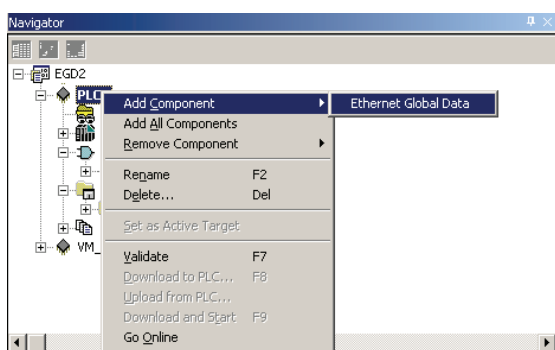 Navigator
EGD2
PLC
Add Component Ethernet Global Data
Add All Components
Remove Component
Rename F2
Delete... Del
Set as Active Target
VM_
Validate F7
Download to PLC... F8
Upload from PLC...
Download and Start F9
Go Online